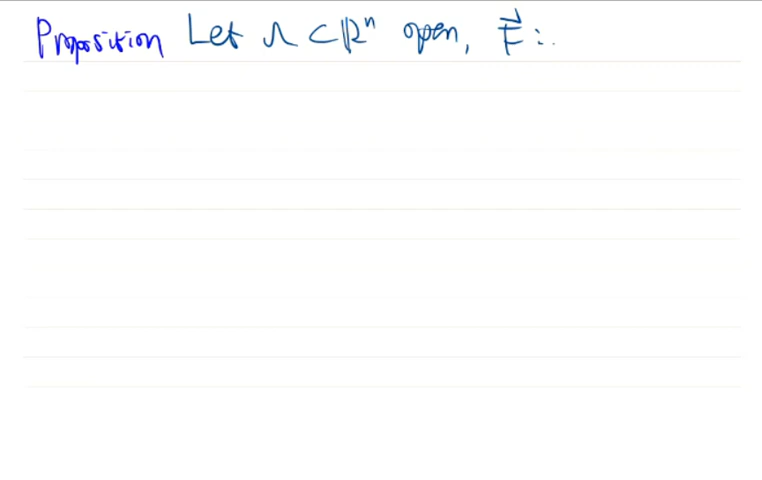 Proposition Let Ω ⊂ ℝⁿ open, F⃗ :